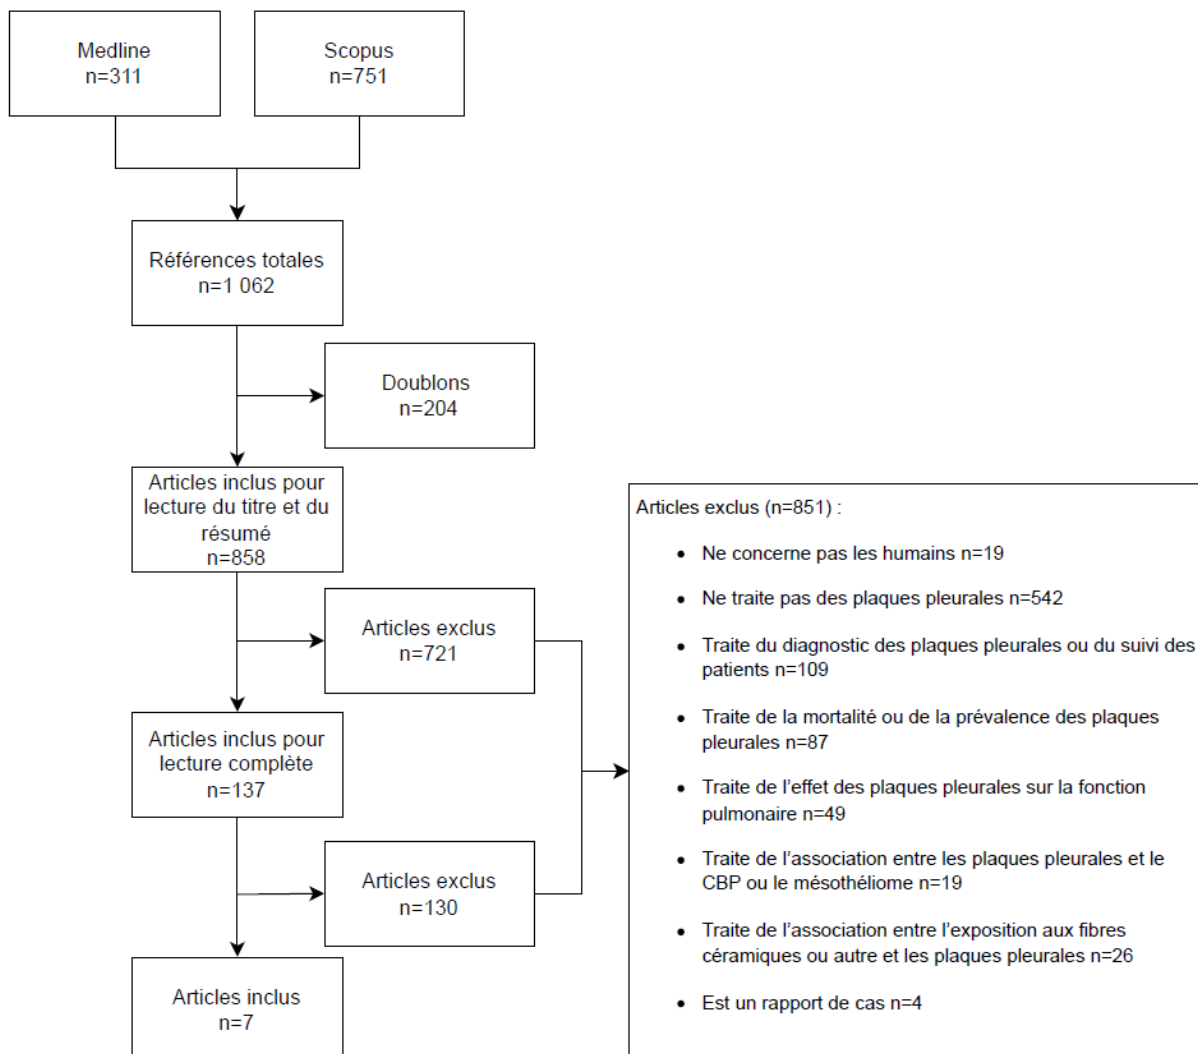 Medline
n=311
Scopus
n=751
Références totales
n=1 062
Doublons
n=204
Articles inclus pour
lecture du titre et du
résumé
n=858
Articles exclus
n=721
Articles inclus pour
lecture complète
n=137
Articles exclus
n=130
Articles inclus
n=7
Articles exclus (n=851) :
• Ne concerne pas les humains n=19
• Ne traite pas des plaques pleurales n=542
• Traite du diagnostic des plaques pleurales ou du suivi des
patients n=109
• Traite de la mortalité ou de la prévalence des plaques
pleurales n=87
• Traite de l’effet des plaques pleurales sur la fonction
pulmonaire n=49
• Traite de l’association entre les plaques pleurales et le
CBP ou le mésothéliome n=19
• Traite de l’association entre l’exposition aux fibres
céramiques ou autre et les plaques pleurales n=26
• Est un rapport de cas n=4